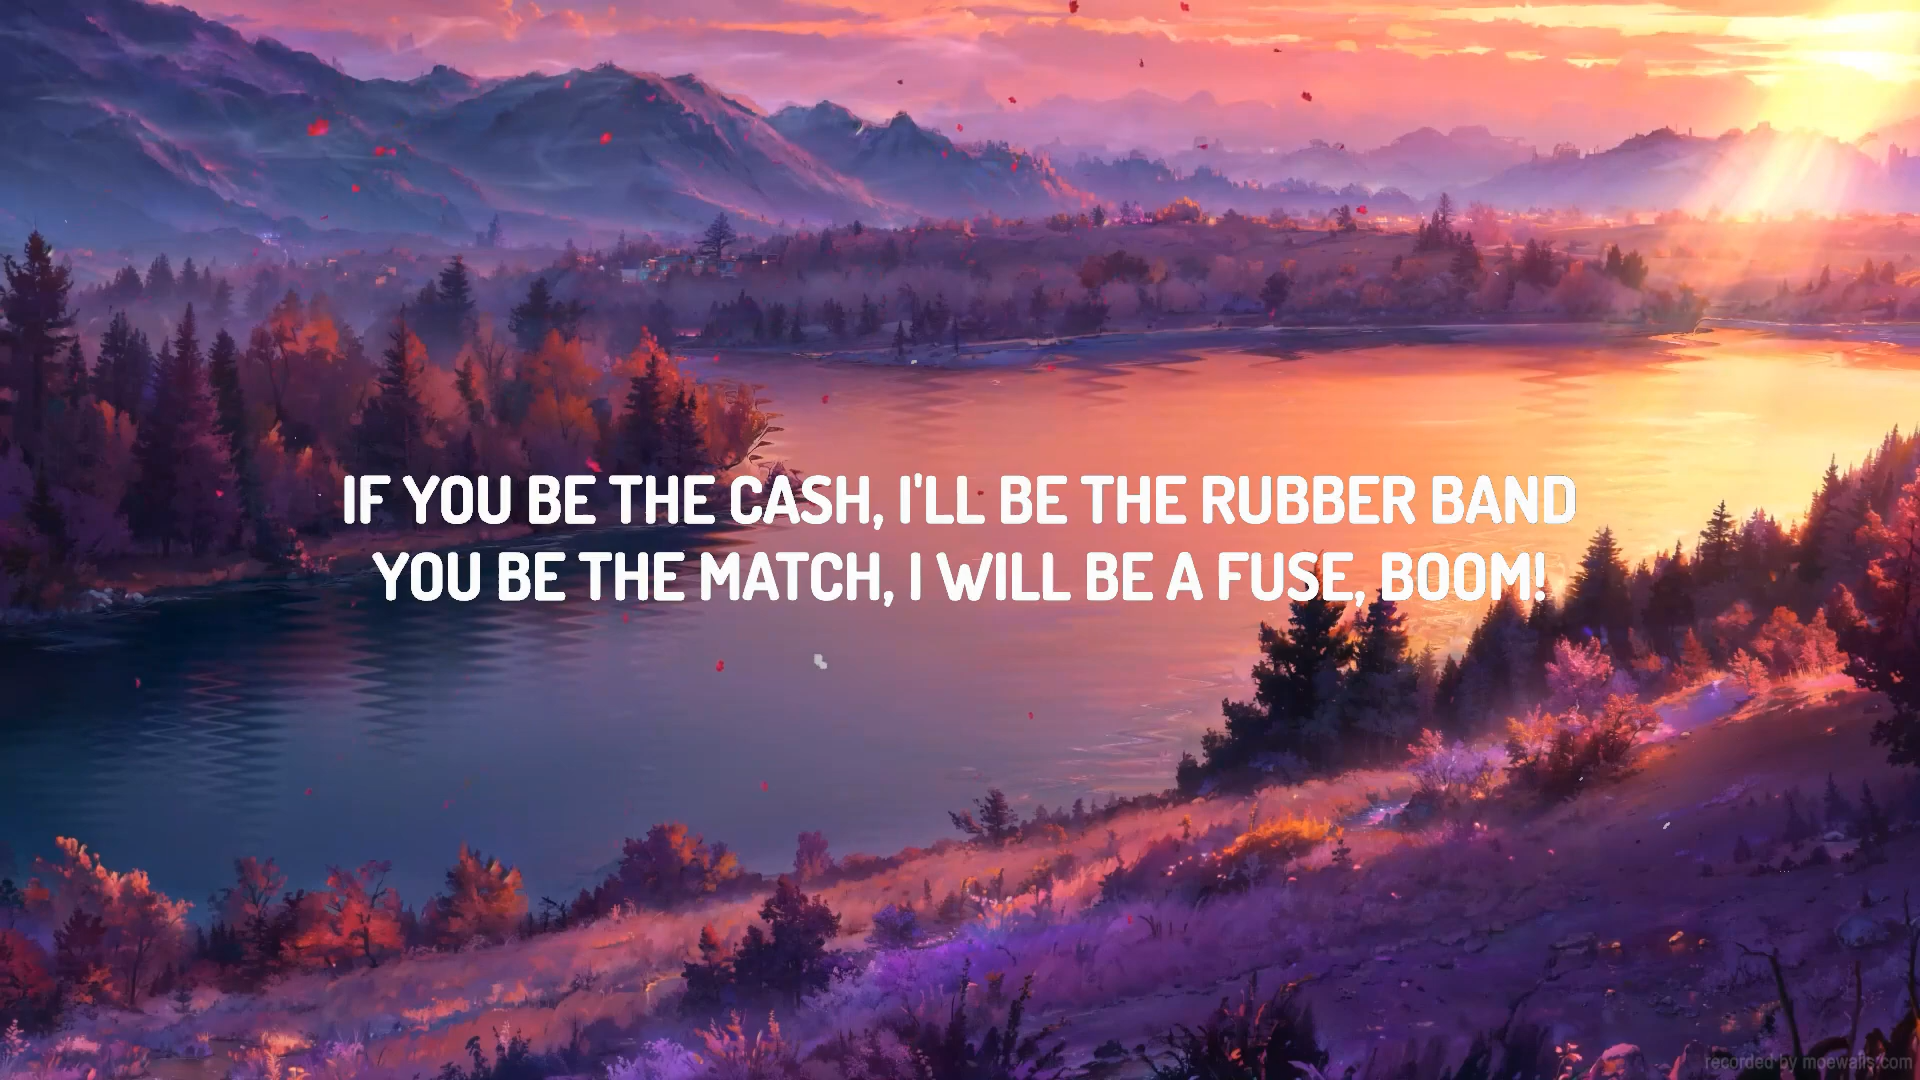 IF YOU BE THE CASH, I'LL BE THE RUBBER BAND
YOU BE THE MATCH, I WILL BE A FUSE, BOOM!
recorded by moewalls.com